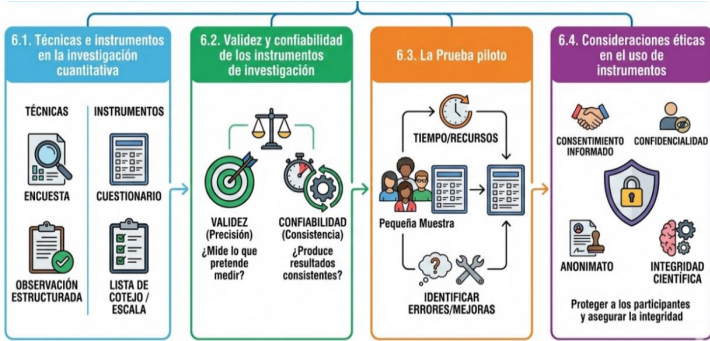 6.1. Técnicas e instrumentos
en la investigación
cuantitativa
TÉCNICAS
INSTRUMENTOS
ENCUESTA
CUESTIONARIO
OBSERVACIÓN
ESTRUCTURADA
LISTA DE
COTEJO /
ESCALA
6.2. Validez y confiabilidad
de los instrumentos
de investigación
VALIDEZ
(Precisión)
¿Mide lo que
pretende
medir?
CONFIABILIDAD
(Consistencia)
¿Produce
resultados
consistentes?
6.3. La Prueba piloto
TIEMPO/RECURSOS
Pequeña Muestra
?
IDENTIFICAR
ERRORES/MEJORAS
6.4. Consideraciones éticas
en el uso de
instrumentos
CONSENTIMIENTO
INFORMADO
CONFIDENCIALIDAD
ANONIMATO
INTEGRIDAD
CIENTÍFICA
Proteger a los participantes
y asegurar la integridad